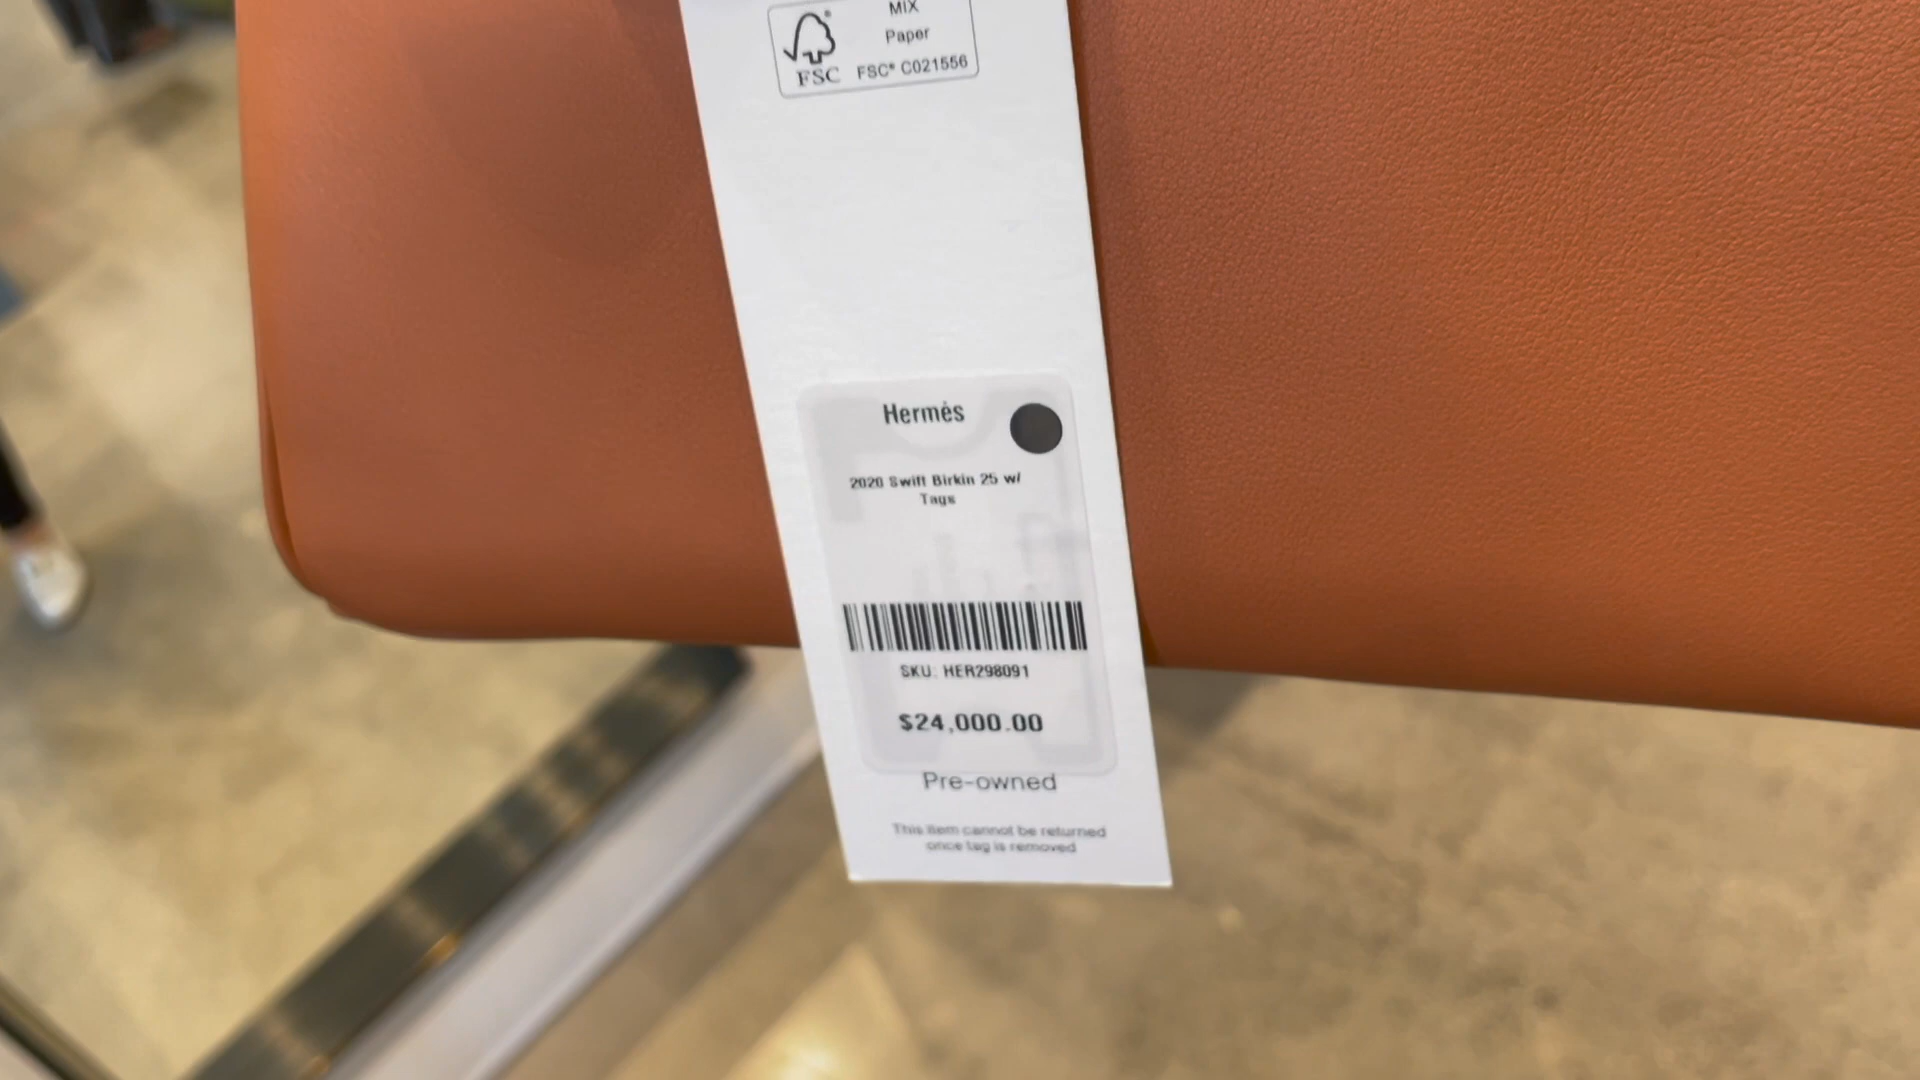 MIX
Paper
FSC® C021556
FSC
Hermès
2020 Swift Birkin 25 w/
Tags
SKU: HER298091
$24,000.00
Pre-owned
This item cannot be returned
once tag is removed